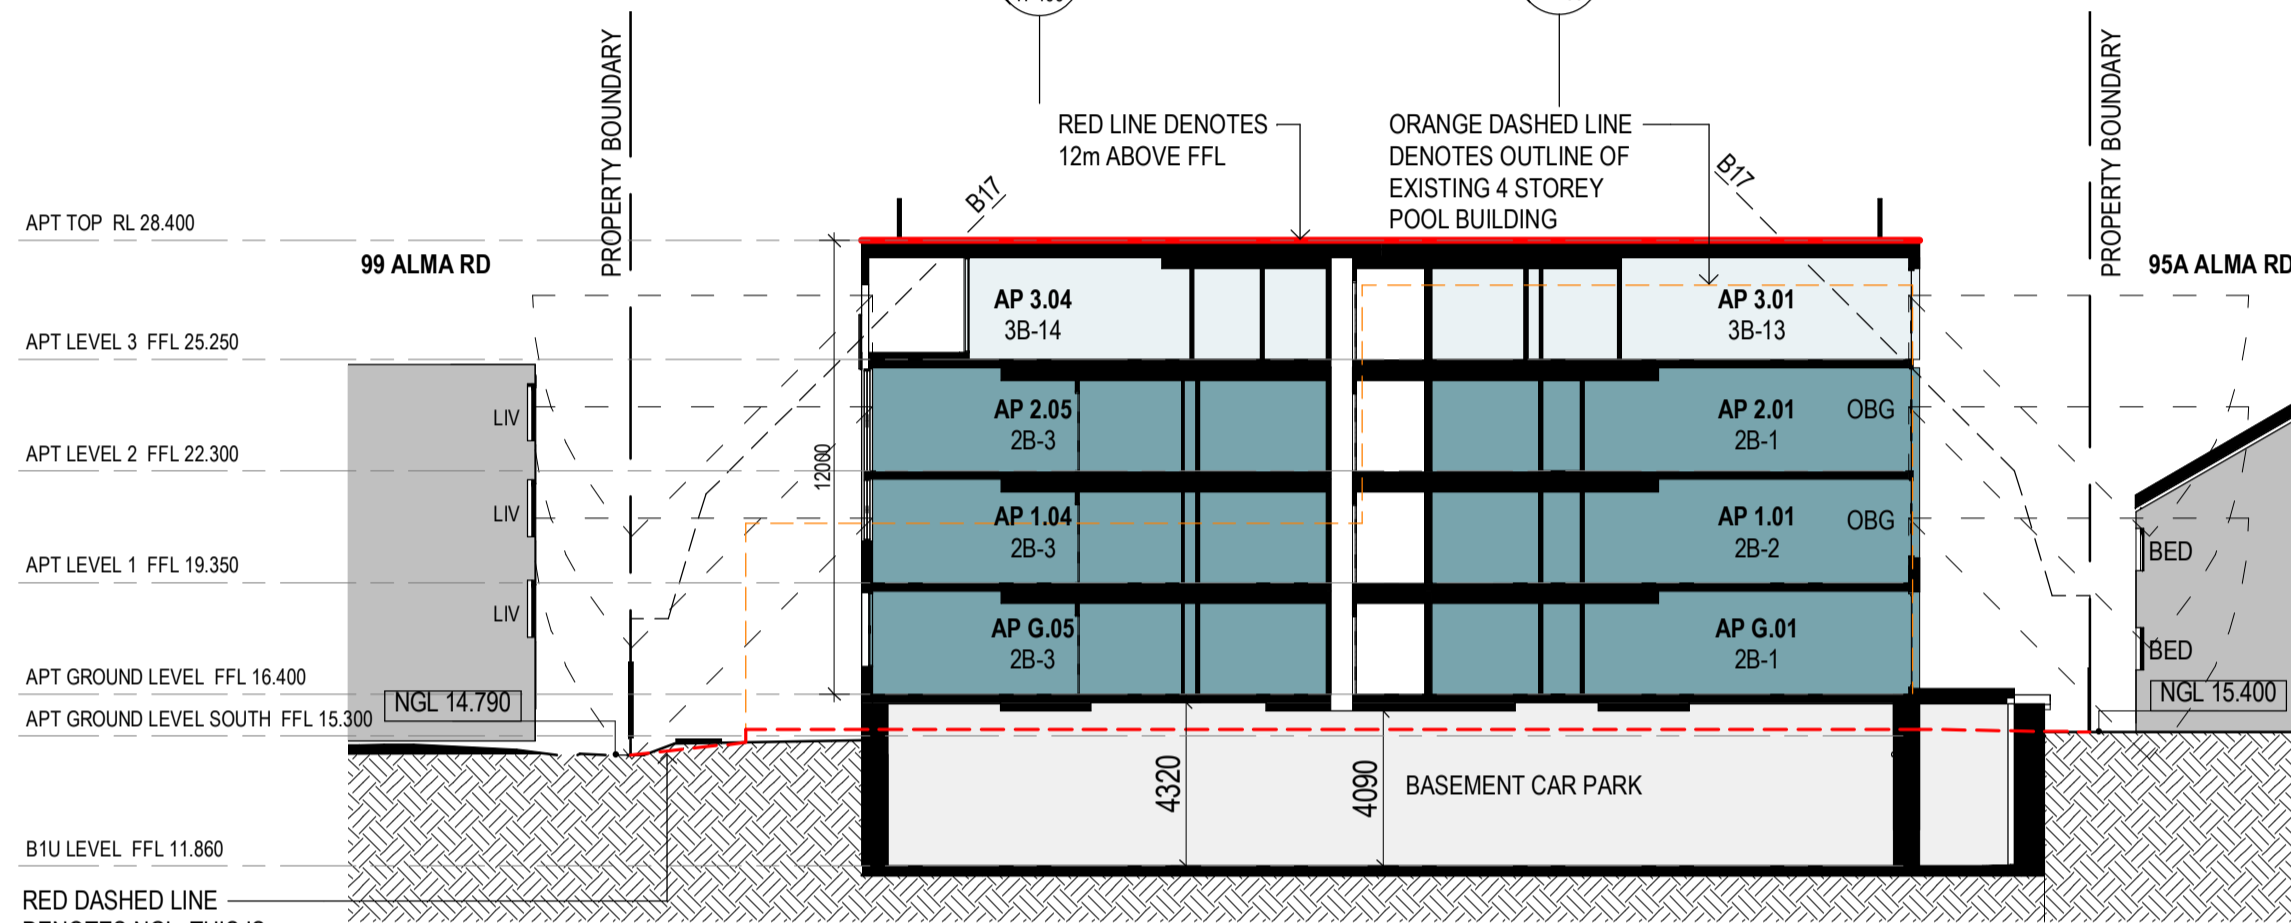 PROPERTY BOUNDARY
PROPERTY BOUNDARY
RED LINE DENOTES
12m ABOVE FFL
ORANGE DASHED LINE
DENOTES OUTLINE OF
EXISTING 4 STOREY
POOL BUILDING
B17
B17
APT TOP RL 28.400
99 ALMA RD
95A ALMA RD
AP 3.04
3B-14
AP 3.01
3B-13
APT LEVEL 3 FFL 25.250
LIV
AP 2.05
2B-3
AP 2.01
2B-1
OBG
APT LEVEL 2 FFL 22.300
12000
LIV
AP 1.04
2B-3
AP 1.01
2B-2
OBG
BED
APT LEVEL 1 FFL 19.350
LIV
AP G.05
2B-3
AP G.01
2B-1
BED
APT GROUND LEVEL FFL 16.400
NGL 14.790
NGL 15.400
APT GROUND LEVEL SOUTH FFL 15.300
4320
4090
BASEMENT CAR PARK
B1U LEVEL FFL 11.860
RED DASHED LINE